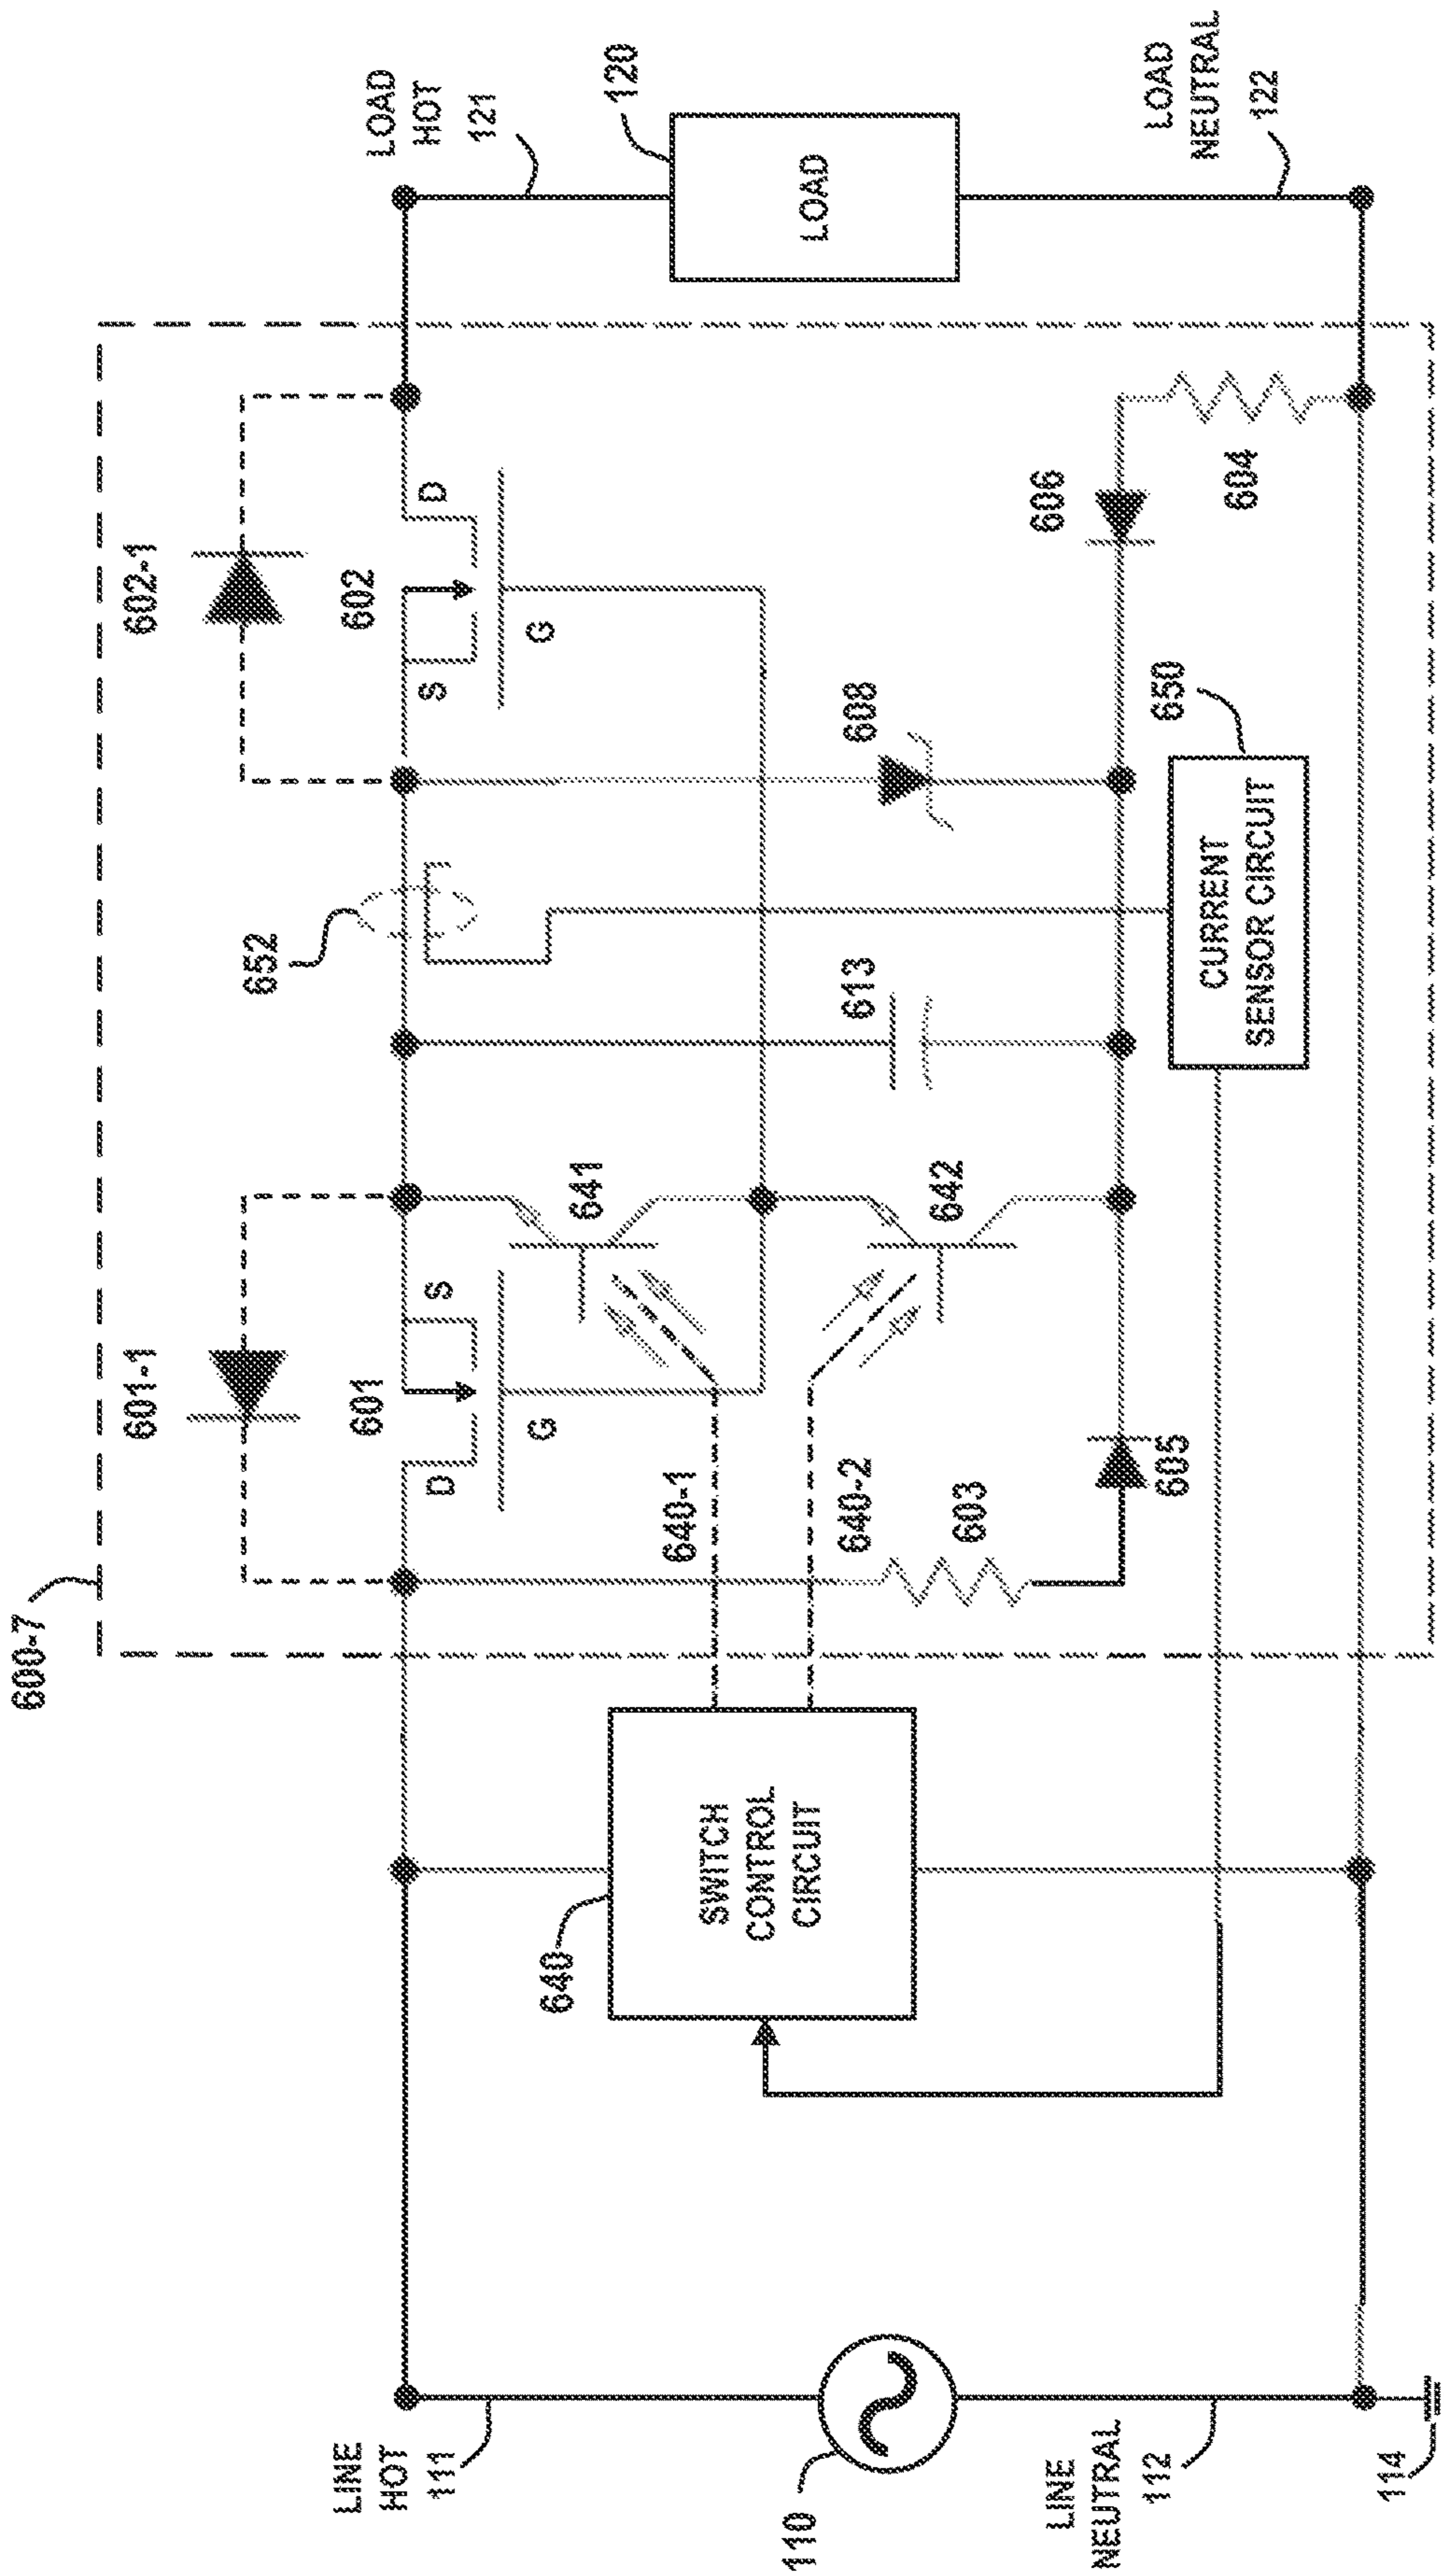 600-7
601-1
602-1
LINE
HOT
111
601
D
S
G
652
602
S
D
G
LOAD
HOT
121
640
SWITCH
CONTROL
CIRCUIT
640-1
640-2
641
642
603
605
613
608
606
604
650
CURRENT
SENSOR CIRCUIT
120
LOAD
110
LINE
NEUTRAL
112
114
LOAD
NEUTRAL
122